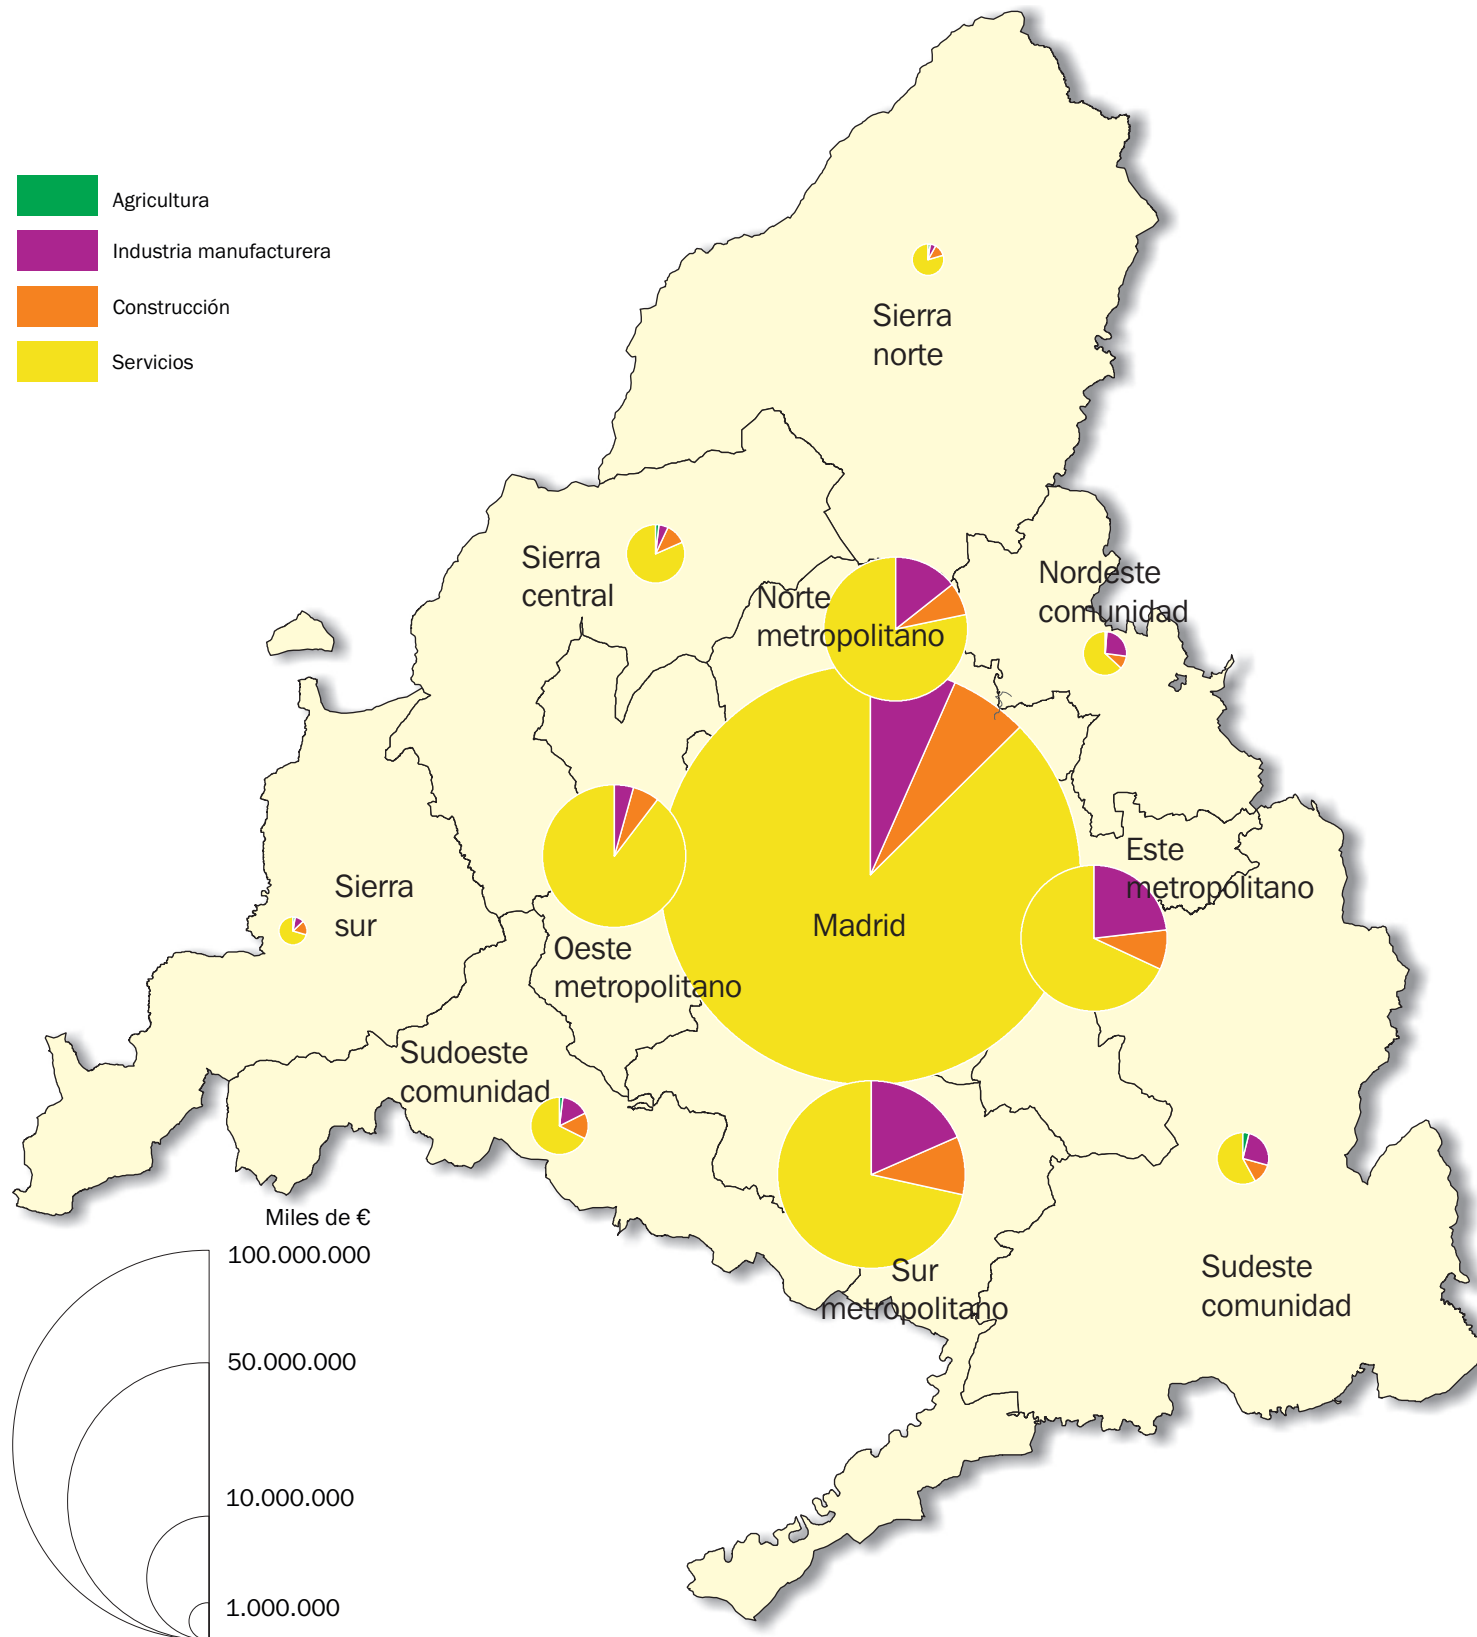 Agricultura
Industria manufacturera
Construcción
Servicios
Sierra
norte
Sierra
central
Norte
metropolitano
Nordeste
comunidad
Este
metropolitano
Sierra
sur
Madrid
Oeste
metropolitano
Sudoeste
comunidad
Sur
metropolitano
Sudeste
comunidad
Miles de €
100.000.000
50.000.000
10.000.000
1.000.000